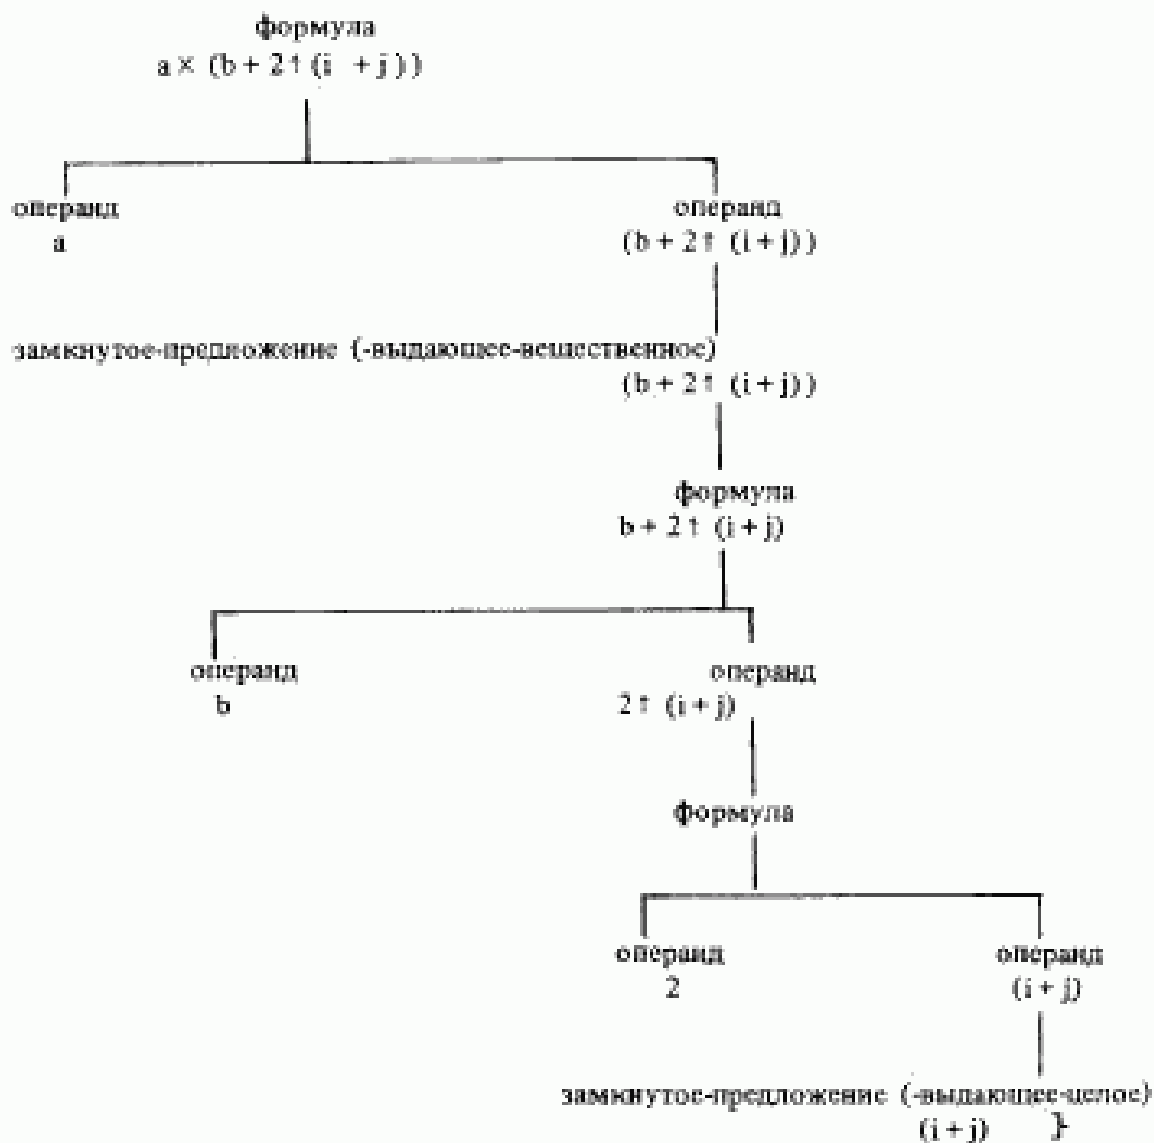 формула
a × (b + 2↑(i + j))
операнд операнд
a (b + 2↑ (i + j))
замкнутое-предложение (-выдающее-вещественное)
(b + 2↑ (i + j))
формула
b + 2↑ (i + j)
операнд операнд
b 2↑ (i + j)
формула
операнд операнд
2 (i + j)
замкнутое-предложение (-выдающее-целое)
(i + j) }